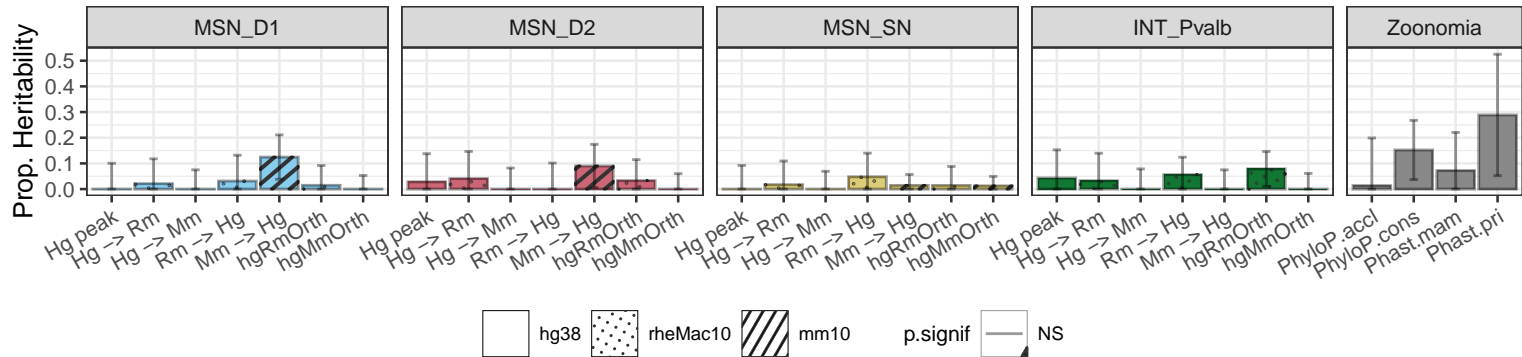 MSN_D1 MSN_D2 MSN_SN INT_Pvalb Zoonomia
Prop. Heritability
0.5
0.4
0.3
0.2
0.1
0.0
Hg peak Hg −> Rm Hg −> Mm Rm −> Hg Mm −> Hg hgRmOrth hgMmOrth Hg peak Hg −> Rm Hg −> Mm Rm −> Hg Mm −> Hg hgRmOrth hgMmOrth Hg peak Hg −> Rm Hg −> Mm Rm −> Hg Mm −> Hg hgRmOrth hgMmOrth Hg peak Hg −> Rm Hg −> Mm Rm −> Hg Mm −> Hg hgRmOrth hgMmOrth PhyloP.accl PhyloP.cons Phast.mam Phast.pri
hg38 rheMac10 mm10 p.signif NS